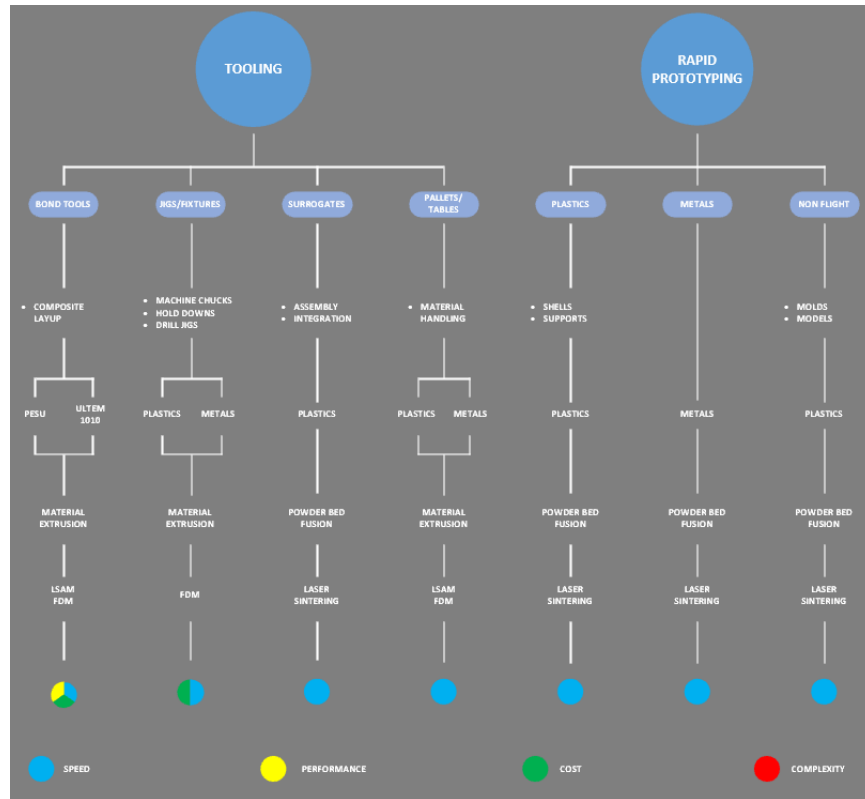 TOOLING
RAPID
PROTOTYPING
BOND TOOLS
JIGS/FIXTURES
SURROGATES
PALLETS/
TABLES
PLASTICS
METALS
NON FLIGHT
• COMPOSITE
LAYUP
• MACHINE CHUCKS
• HOLD DOWNS
• DRILL JIGS
• ASSEMBLY
• INTEGRATION
• MATERIAL
HANDLING
• SHELLS
• SUPPORTS
• MOLDS
• MODELS
PESU
ULTEM
1010
PLASTICS
METALS
PLASTICS
PLASTICS
METALS
PLASTICS
METALS
PLASTICS
MATERIAL
EXTRUSION
MATERIAL
EXTRUSION
POWDER BED
FUSION
MATERIAL
EXTRUSION
POWDER BED
FUSION
POWDER BED
FUSION
POWDER BED
FUSION
LSAM
FDM
FDM
LASER
SINTERING
LSAM
FDM
LASER
SINTERING
LASER
SINTERING
LASER
SINTERING
SPEED
PERFORMANCE
COST
COMPLEXITY